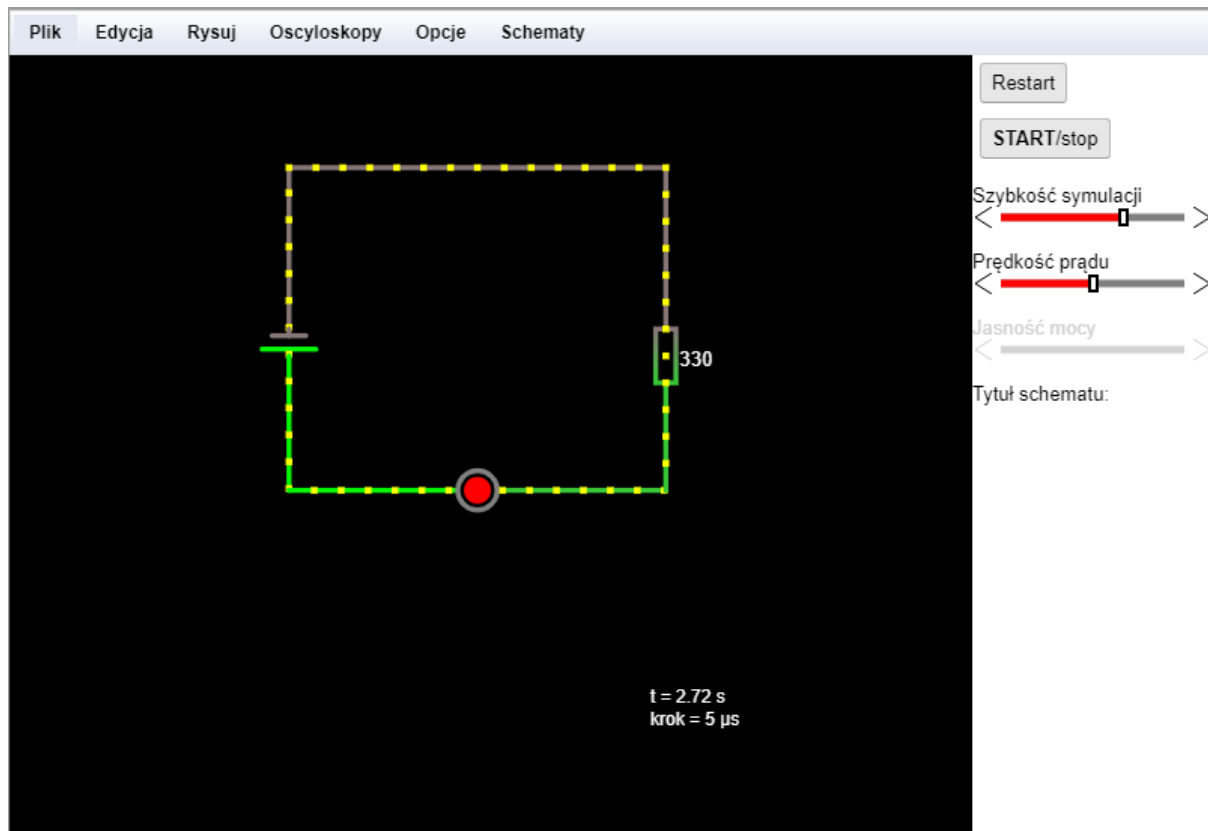 Plik Edycja Rysuj Oscyloskopy Opcje Schematy
Restart
START/stop
Szybkość symulacji
Prędkość prądu
Jasność mocy
Tytuł schematu:
330
t = 2.72 s
krok = 5 μs